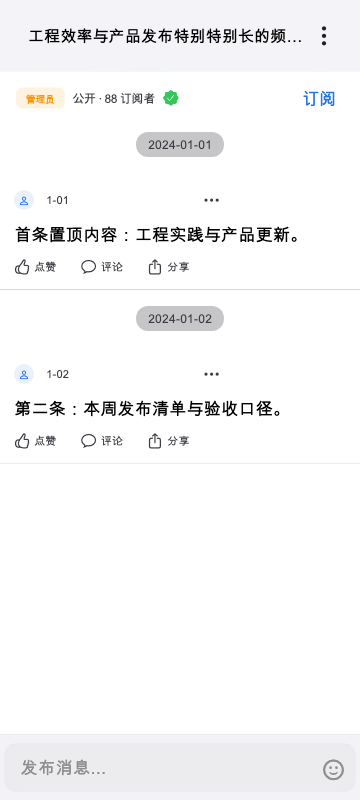 工程效率与产品发布特别特别长的频...
管理员 公开 · 88 订阅者 订阅
2024-01-01
1-01
首条置顶内容：工程实践与产品更新。
点赞 评论 分享
2024-01-02
1-02
第二条：本周发布清单与验收口径。
点赞 评论 分享
发布消息...